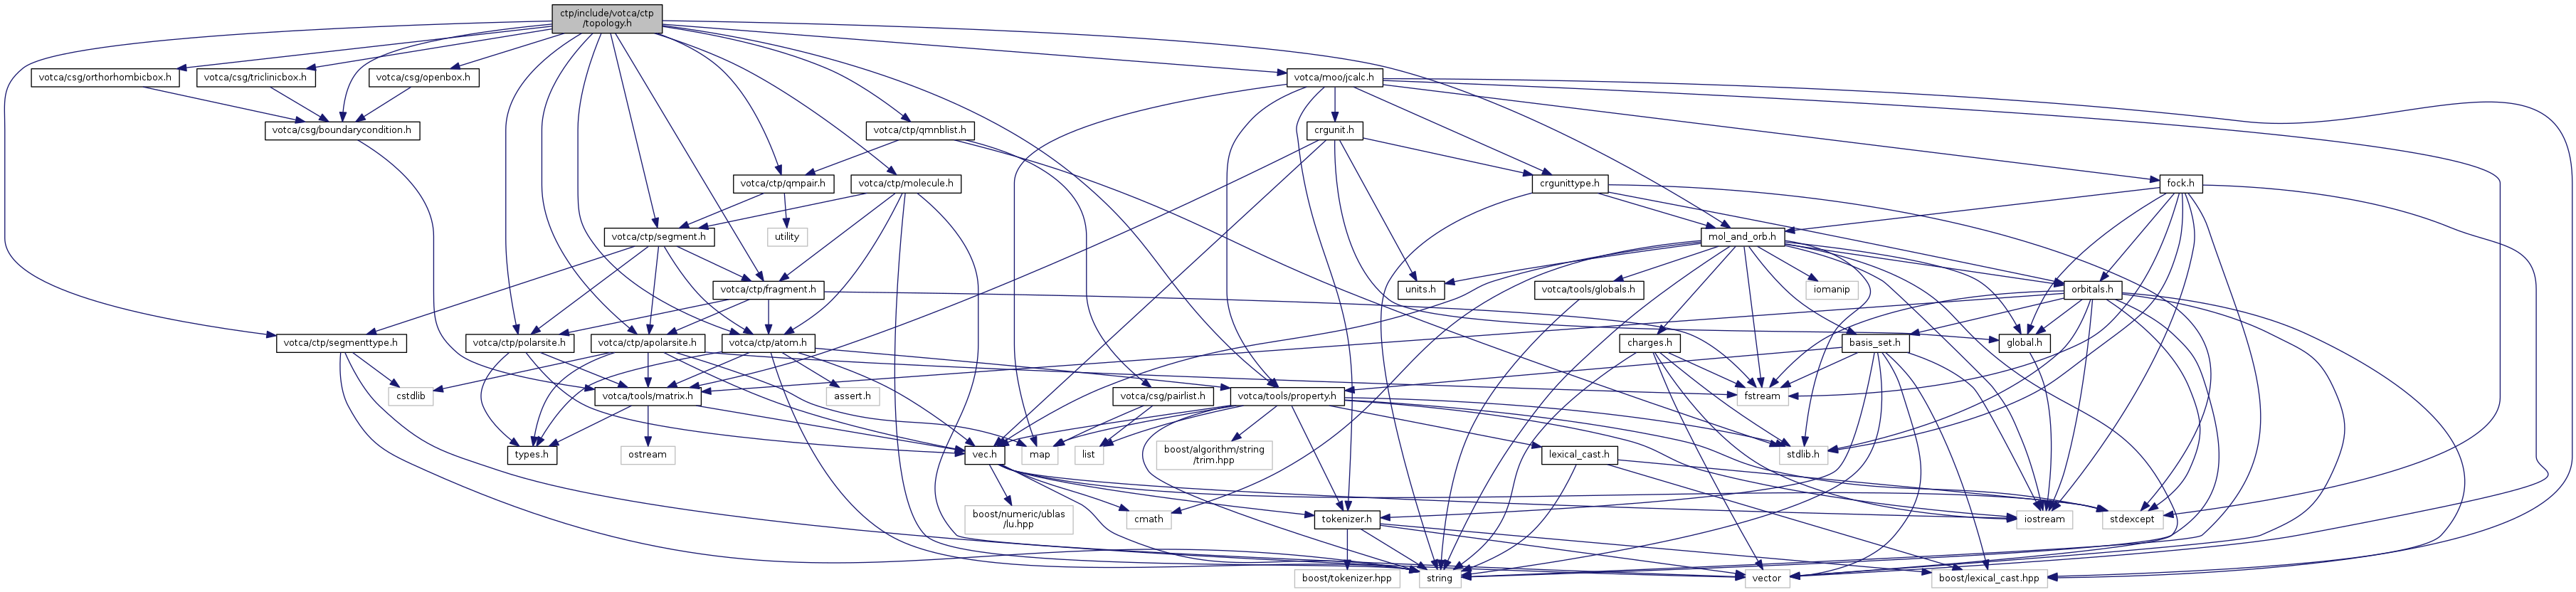 ctp/include/votca/ctp
/topology.h
votca/csg/orthorhombicbox.h
votca/csg/triclinicbox.h
votca/csg/openbox.h
votca/moo/jcalc.h
votca/csg/boundarycondition.h
votca/ctp/qmnblist.h
crgunit.h
votca/ctp/qmpair.h
votca/ctp/molecule.h
crgunittype.h
fock.h
votca/ctp/segment.h
utility
mol_and_orb.h
votca/ctp/fragment.h
units.h
votca/tools/globals.h
iomanip
orbitals.h
votca/ctp/segmenttype.h
votca/ctp/polarsite.h
votca/ctp/apolarsite.h
votca/ctp/atom.h
charges.h
basis_set.h
global.h
cstdlib
votca/tools/matrix.h
assert.h
votca/csg/pairlist.h
votca/tools/property.h
fstream
types.h
ostream
vec.h
map
list
boost/algorithm/string
/trim.hpp
lexical_cast.h
stdlib.h
boost/numeric/ublas
/lu.hpp
cmath
tokenizer.h
iostream
stdexcept
boost/tokenizer.hpp
string
vector
boost/lexical_cast.hpp